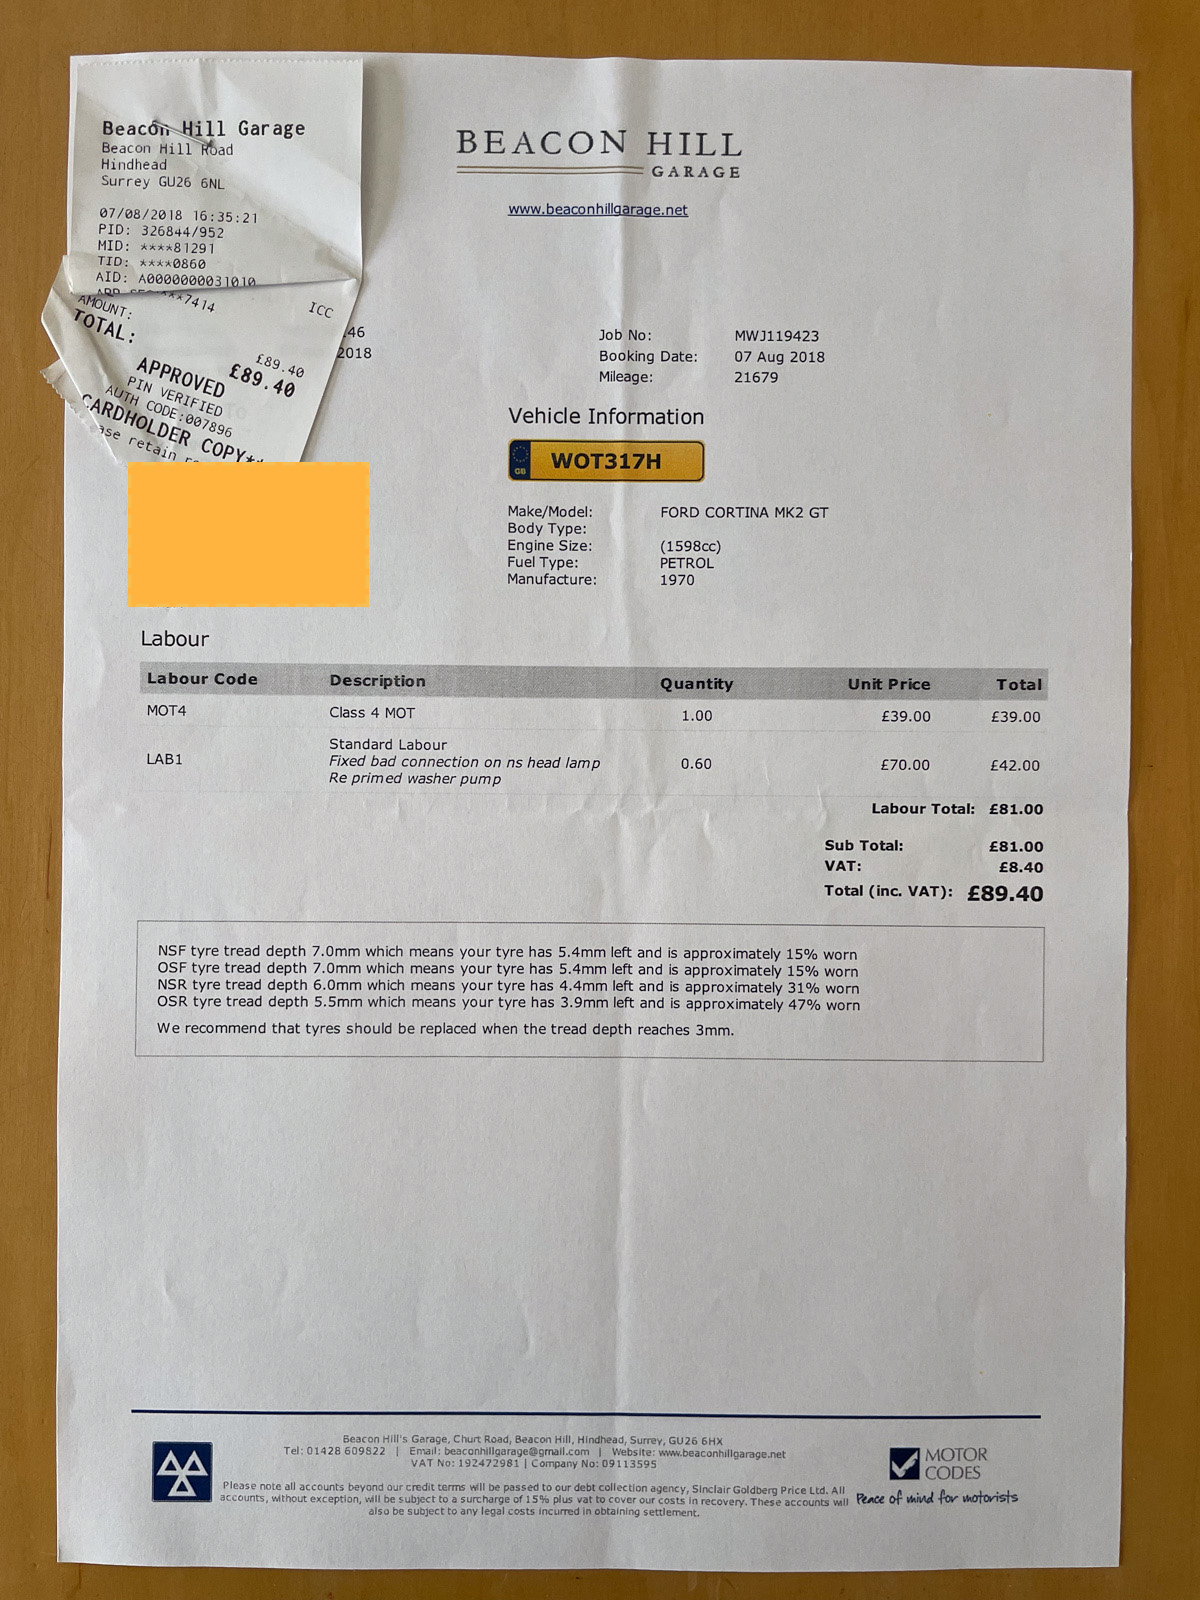 Beacon Hill Garage
Beacon Hill Road
Hindhead
Surrey GU26 6NL
07/08/2018 16:35:21
PID: 326844/952
MID: ****81291
TID: ****0860
AID: A0000000031010
***7414
ICC
AMOUNT: £89.40
TOTAL: £89.40
APPROVED
PIN VERIFIED
AUTH CODE:007896
CARDHOLDER COPY**
retain
BEACON HILL
GARAGE
www.beaconhillgarage.net
.46
2018
Job No: MWJ119423
Booking Date: 07 Aug 2018
Mileage: 21679
Vehicle Information
GB WOT317H
Make/Model: FORD CORTINA MK2 GT
Body Type:
Engine Size: (1598cc)
Fuel Type: PETROL
Manufacture: 1970
Labour
Labour Code Description Quantity Unit Price Total
MOT4 Class 4 MOT 1.00 £39.00 £39.00
Standard Labour
LAB1 Fixed bad connection on ns head lamp 0.60 £70.00 £42.00
Re primed washer pump
Labour Total: £81.00
Sub Total: £81.00
VAT: £8.40
Total (inc. VAT): £89.40
NSF tyre tread depth 7.0mm which means your tyre has 5.4mm left and is approximately 15% worn
OSF tyre tread depth 7.0mm which means your tyre has 5.4mm left and is approximately 15% worn
NSR tyre tread depth 6.0mm which means your tyre has 4.4mm left and is approximately 31% worn
OSR tyre tread depth 5.5mm which means your tyre has 3.9mm left and is approximately 47% worn
We recommend that tyres should be replaced when the tread depth reaches 3mm.
Beacon Hill's Garage, Churt Road, Beacon Hill, Hindhead, Surrey, GU26 6HX
Tel: 01428 609822 | Email: beaconhillgarage@gmail.com | Website: www.beaconhillgarage.net
VAT No: 192472981 | Company No: 09113595
Please note all accounts beyond our credit terms will be passed to our debt collection agency, Sinclair Goldberg Price Ltd. All
accounts, without exception, will be subject to a surcharge of 15% plus vat to cover our costs in recovery. These accounts will
also be subject to any legal costs incurred in obtaining settlement.
MOTOR
CODES
Peace of mind for motorists